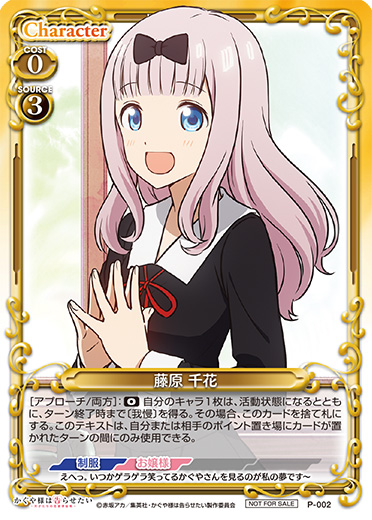 Character
COST
0
SOURCE
3
藤原 千花
[アプローチ/両方]：0 自分のキャラ1枚は、活動状態になるとともに、ターン終了時まで[我慢]を得る。その場合、このカードを捨て札にする。このテキストは、自分または相手のポイント置き場にカードが置かれたターンの間にのみ使用できる。
制服 お嬢様
えへっ。いつかゲラゲラ笑ってるかぐやさんを見るのが私の夢です〜
かぐや様は告らせたい
©赤坂アカ/集英社・かぐや様は告らせたい製作委員会
NOT FOR SALE
P-002